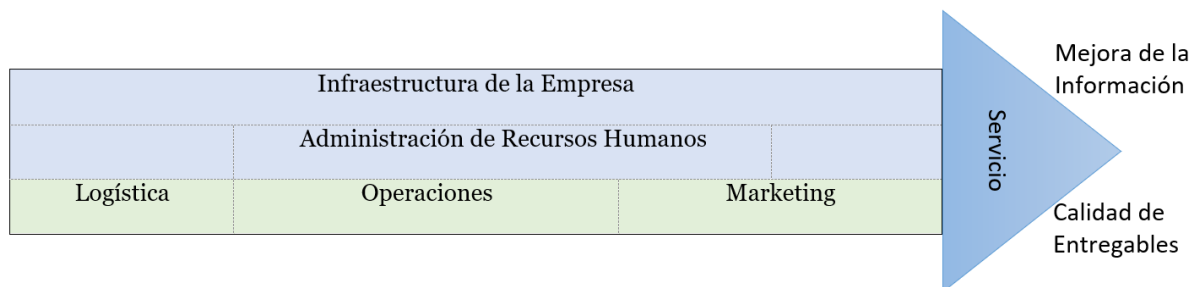 Infraestructura de la Empresa
Administración de Recursos Humanos
Logística
Operaciones
Marketing
Servicio
Mejora de la
Información
Calidad de
Entregables